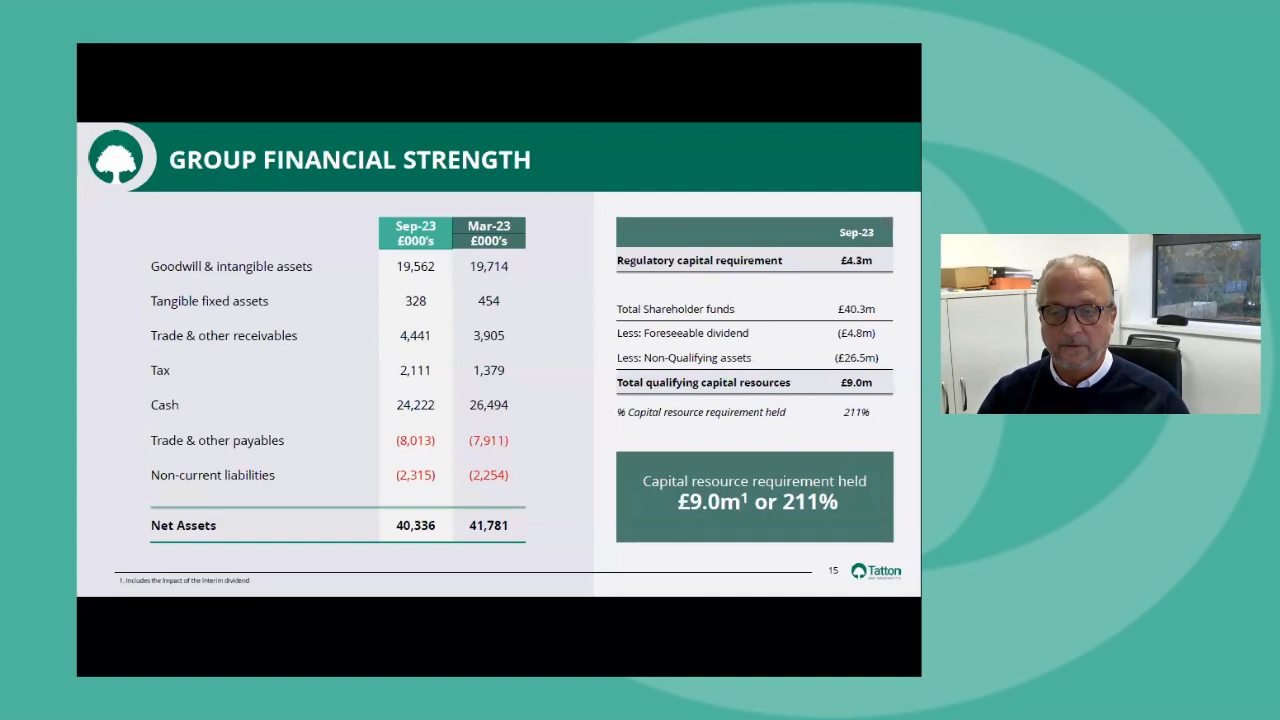 GROUP FINANCIAL STRENGTH
Sep-23 Mar-23
£000's £000's
Goodwill & intangible assets 19,562 19,714
Tangible fixed assets 328 454
Trade & other receivables 4,441 3,905
Tax 2,111 1,379
Cash 24,222 26,494
Trade & other payables (8,013) (7,911)
Non-current liabilities (2,315) (2,254)
Net Assets 40,336 41,781
Sep-23
Regulatory capital requirement £4.3m
Total Shareholder funds £40.3m
Less: Foreseeable dividend (£4.8m)
Less: Non-Qualifying assets (£26.5m)
Total qualifying capital resources £9.0m
% Capital resource requirement held 211%
Capital resource requirement held
£9.0m¹ or 211%
1. Includes the Impact of the Interim dividend
15
Tatton